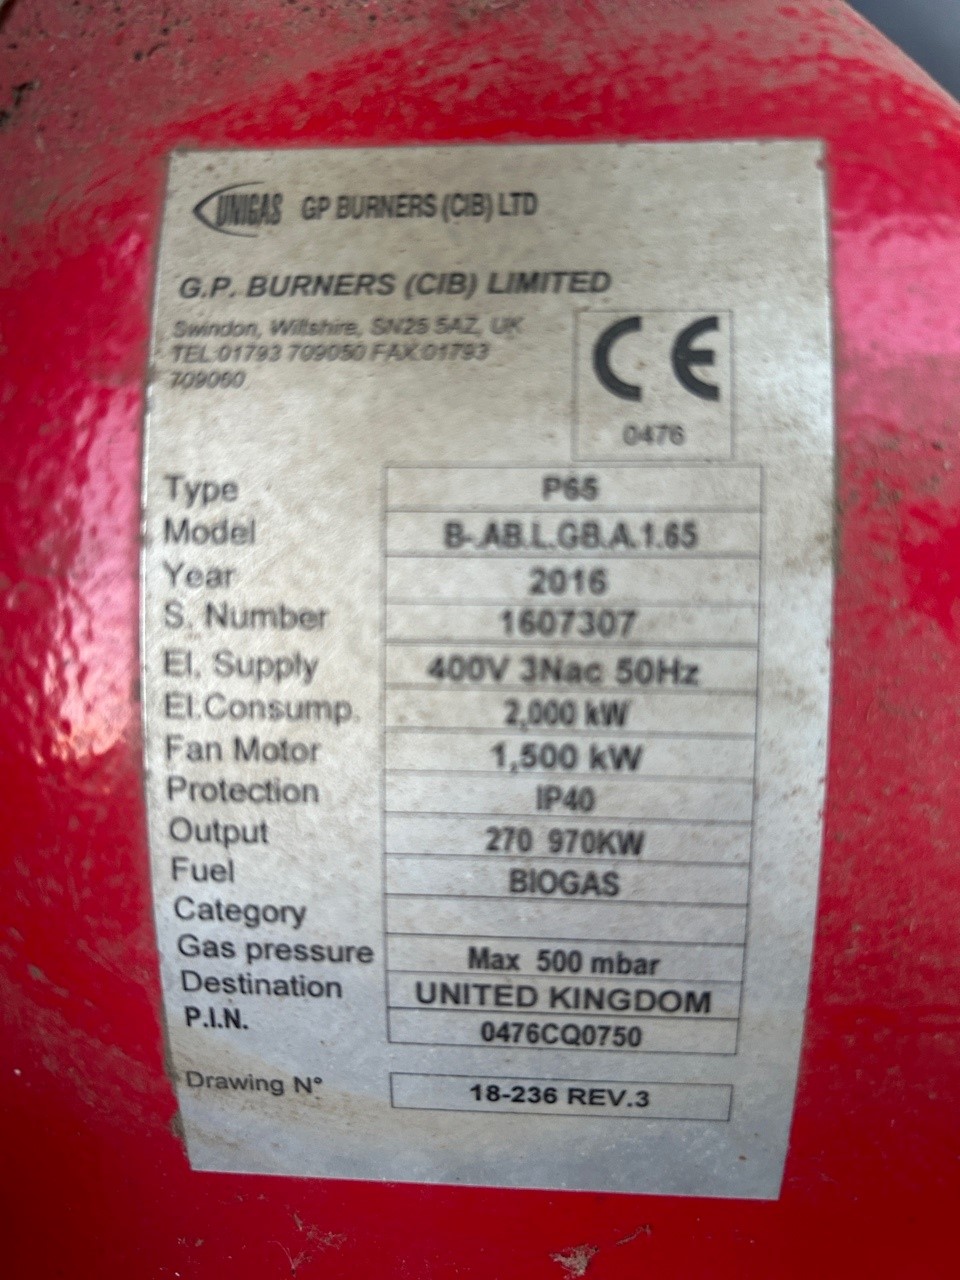 UNIGAS GP BURNERS (CIB) LTD
G.P. BURNERS (CIB) LIMITED
Swindon, Wiltshire, SN25 5AZ, UK
TEL:01793 709050 FAX:01793
709060
CE
0476
Type P65
Model B-.AB.L.GB.A.1.65
Year 2016
S. Number 1607307
El. Supply 400V 3Nac 50Hz
El.Consump. 2,000 kW
Fan Motor 1,500 kW
Protection IP40
Output 270 970KW
Fuel BIOGAS
Category
Gas pressure Max 500 mbar
Destination UNITED KINGDOM
P.I.N. 0476CQ0750
Drawing N° 18-236 REV.3